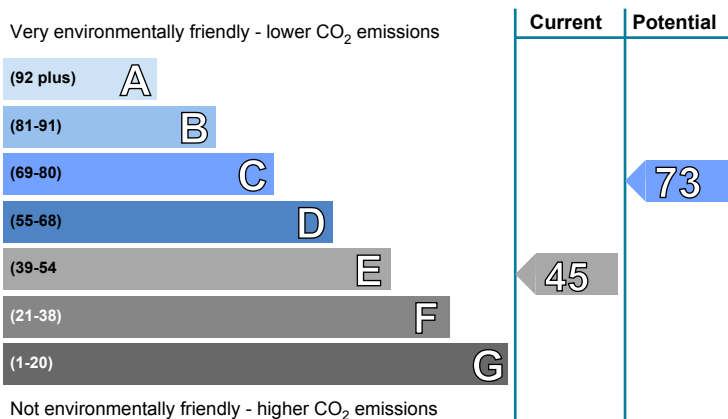 Current Potential
Very environmentally friendly - lower CO2 emissions
(92 plus) A
(81-91) B
(69-80) C
73
(55-68) D
(39-54 E
45
(21-38) F
(1-20) G
Not environmentally friendly - higher CO2 emissions